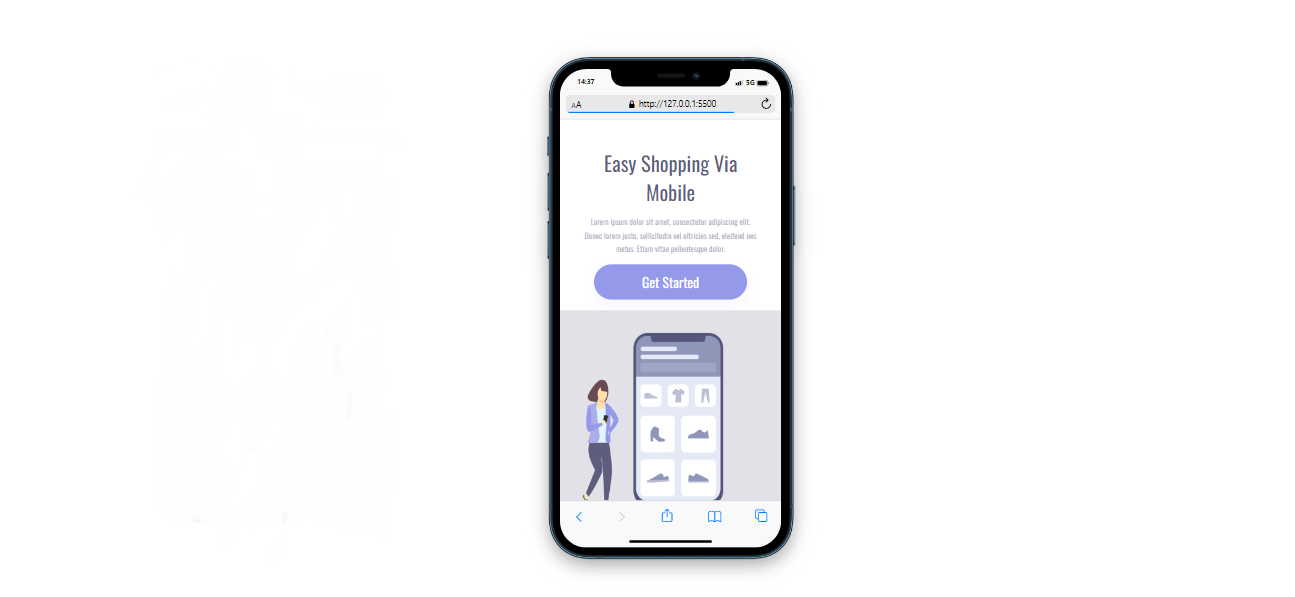 14:37
5G
AA
http://127.0.0.1:5500
Easy Shopping Via
Mobile
Lorem ipsum dolor sit amet, consectetur adipiscing elit.
Donec lorem justo, sollicitudin vel ultricies sed, eleifend nec
metus. Etiam vitae pellentesque dolor.
Get Started